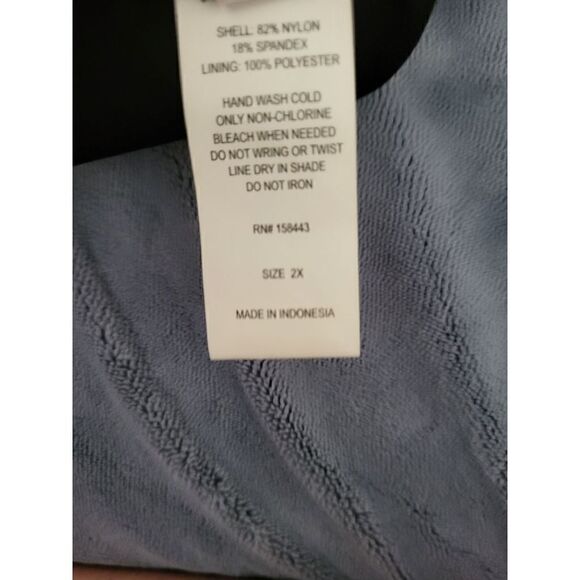 SHELL: 82% NYLON
18% SPANDEX
LINING: 100% POLYESTER
HAND WASH COLD
ONLY NON-CHLORINE
BLEACH WHEN NEEDED
DO NOT WRING OR TWIST
LINE DRY IN SHADE
DO NOT IRON
RN# 158443
SIZE 2X
MADE IN INDONESIA